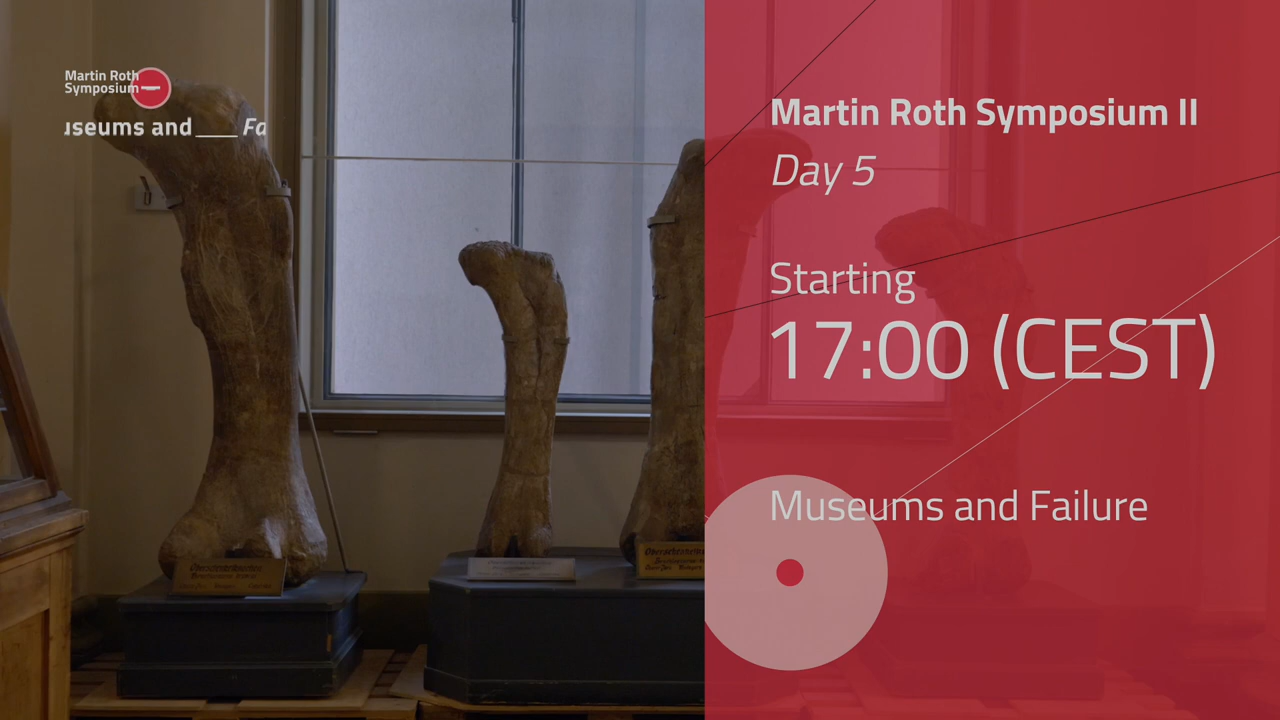 Martin Roth
Symposium
useums and ___ Fa
Martin Roth Symposium II
Day 5
Starting
17:00 (CEST)
Museums and Failure